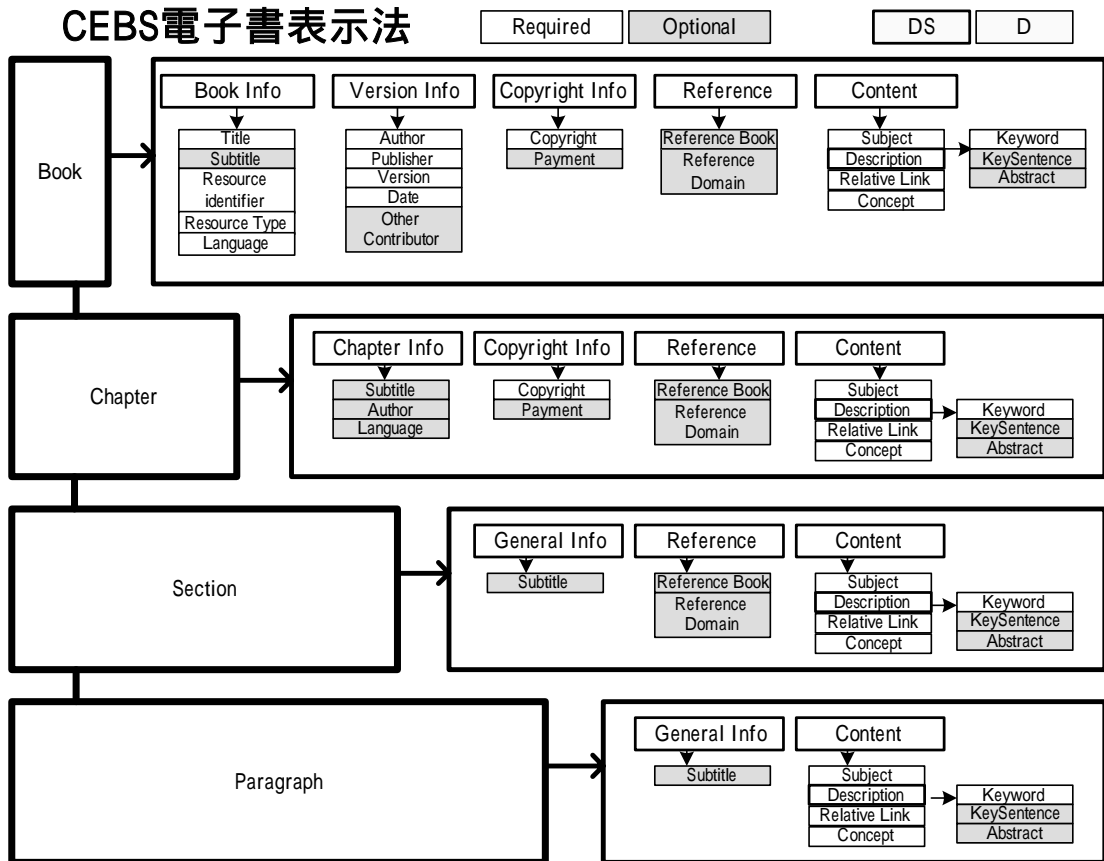 CEBS電子書表示法
Required
Optional
DS
D
Book
Book Info
Title
Subtitle
Resource
identifier
Resource Type
Language
Version Info
Author
Publisher
Version
Date
Other
Contributor
Copyright Info
Copyright
Payment
Reference
Reference Book
Reference
Domain
Content
Subject
Description
Relative Link
Concept
Keyword
KeySentence
Abstract
Chapter
Chapter Info
Subtitle
Author
Language
Copyright Info
Copyright
Payment
Reference
Reference Book
Reference
Domain
Content
Subject
Description
Relative Link
Concept
Keyword
KeySentence
Abstract
Section
General Info
Subtitle
Reference
Reference Book
Reference
Domain
Content
Subject
Description
Relative Link
Concept
Keyword
KeySentence
Abstract
Paragraph
General Info
Subtitle
Content
Subject
Description
Relative Link
Concept
Keyword
KeySentence
Abstract